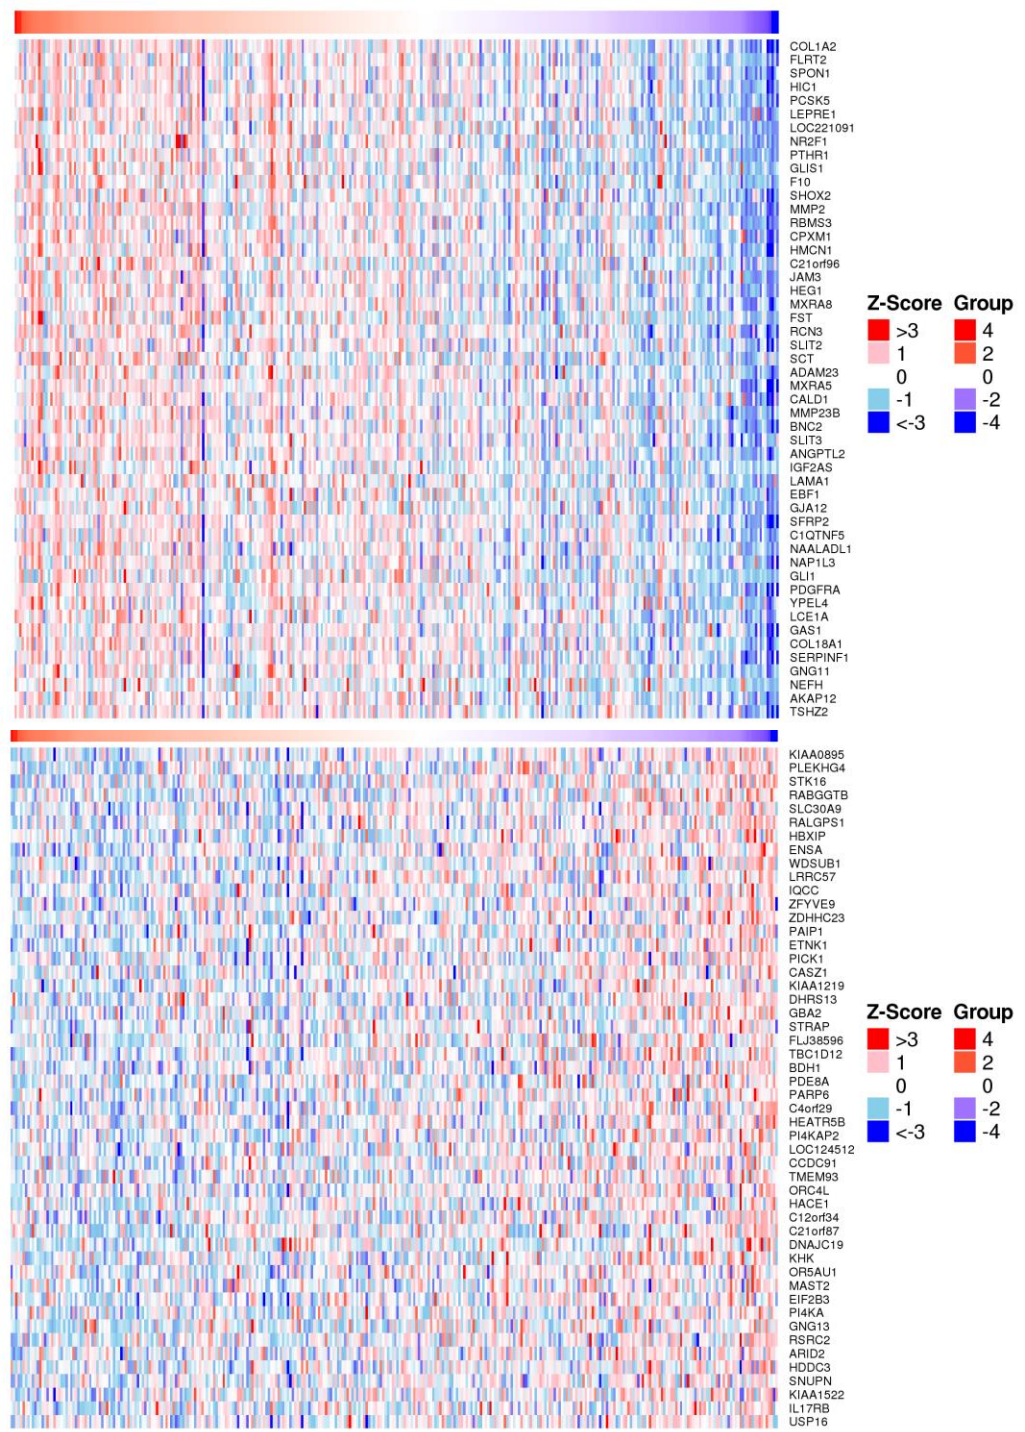 COL1A2
FLRT2
SPON1
HIC1
PCSK5
LEPRE1
LOC221091
NR2F1
PTHR1
GLIS1
F10
SHOX2
MMP2
RBMS3
CPXM1
HMCN1
C21orf96
JAM3
HEG1
MXRA8
FST
RCN3
SLIT2
SCT
ADAM23
MXRA5
CALD1
MMP23B
BNC2
SLIT3
ANGPTL2
IGF2AS
LAMA1
EBF1
GJA12
SFRP2
C1QTNF5
NAALADL1
NAP1L3
GLI1
PDGFRA
YPEL4
LCE1A
GAS1
COL18A1
SERPINF1
GNG11
NEFH
AKAP12
TSHZ2
Z-Score Group
>3 4
1 2
0 0
-1 -2
<-3 -4
KIAA0895
PLEKHG4
STK16
RABGGTB
SLC30A9
RALGPS1
HBXIP
ENSA
WDSUB1
LRRC57
IQCC
ZFYVE9
ZDHHC23
PAIP1
ETNK1
PICK1
CASZ1
KIAA1219
DHRS13
GBA2
STRAP
FLJ38596
TBC1D12
BDH1
PDE8A
PARP6
C4orf29
HEATR5B
PI4KAP2
LOC124512
CCDC91
TMEM93
ORC4L
HACE1
C12orf34
C21orf87
DNAJC19
KHK
OR5AU1
MAST2
EIF2B3
PI4KA
GNG13
RSRC2
ARID2
HDDC3
SNUPN
KIAA1522
IL17RB
USP16
Z-Score Group
>3 4
1 2
0 0
-1 -2
<-3 -4